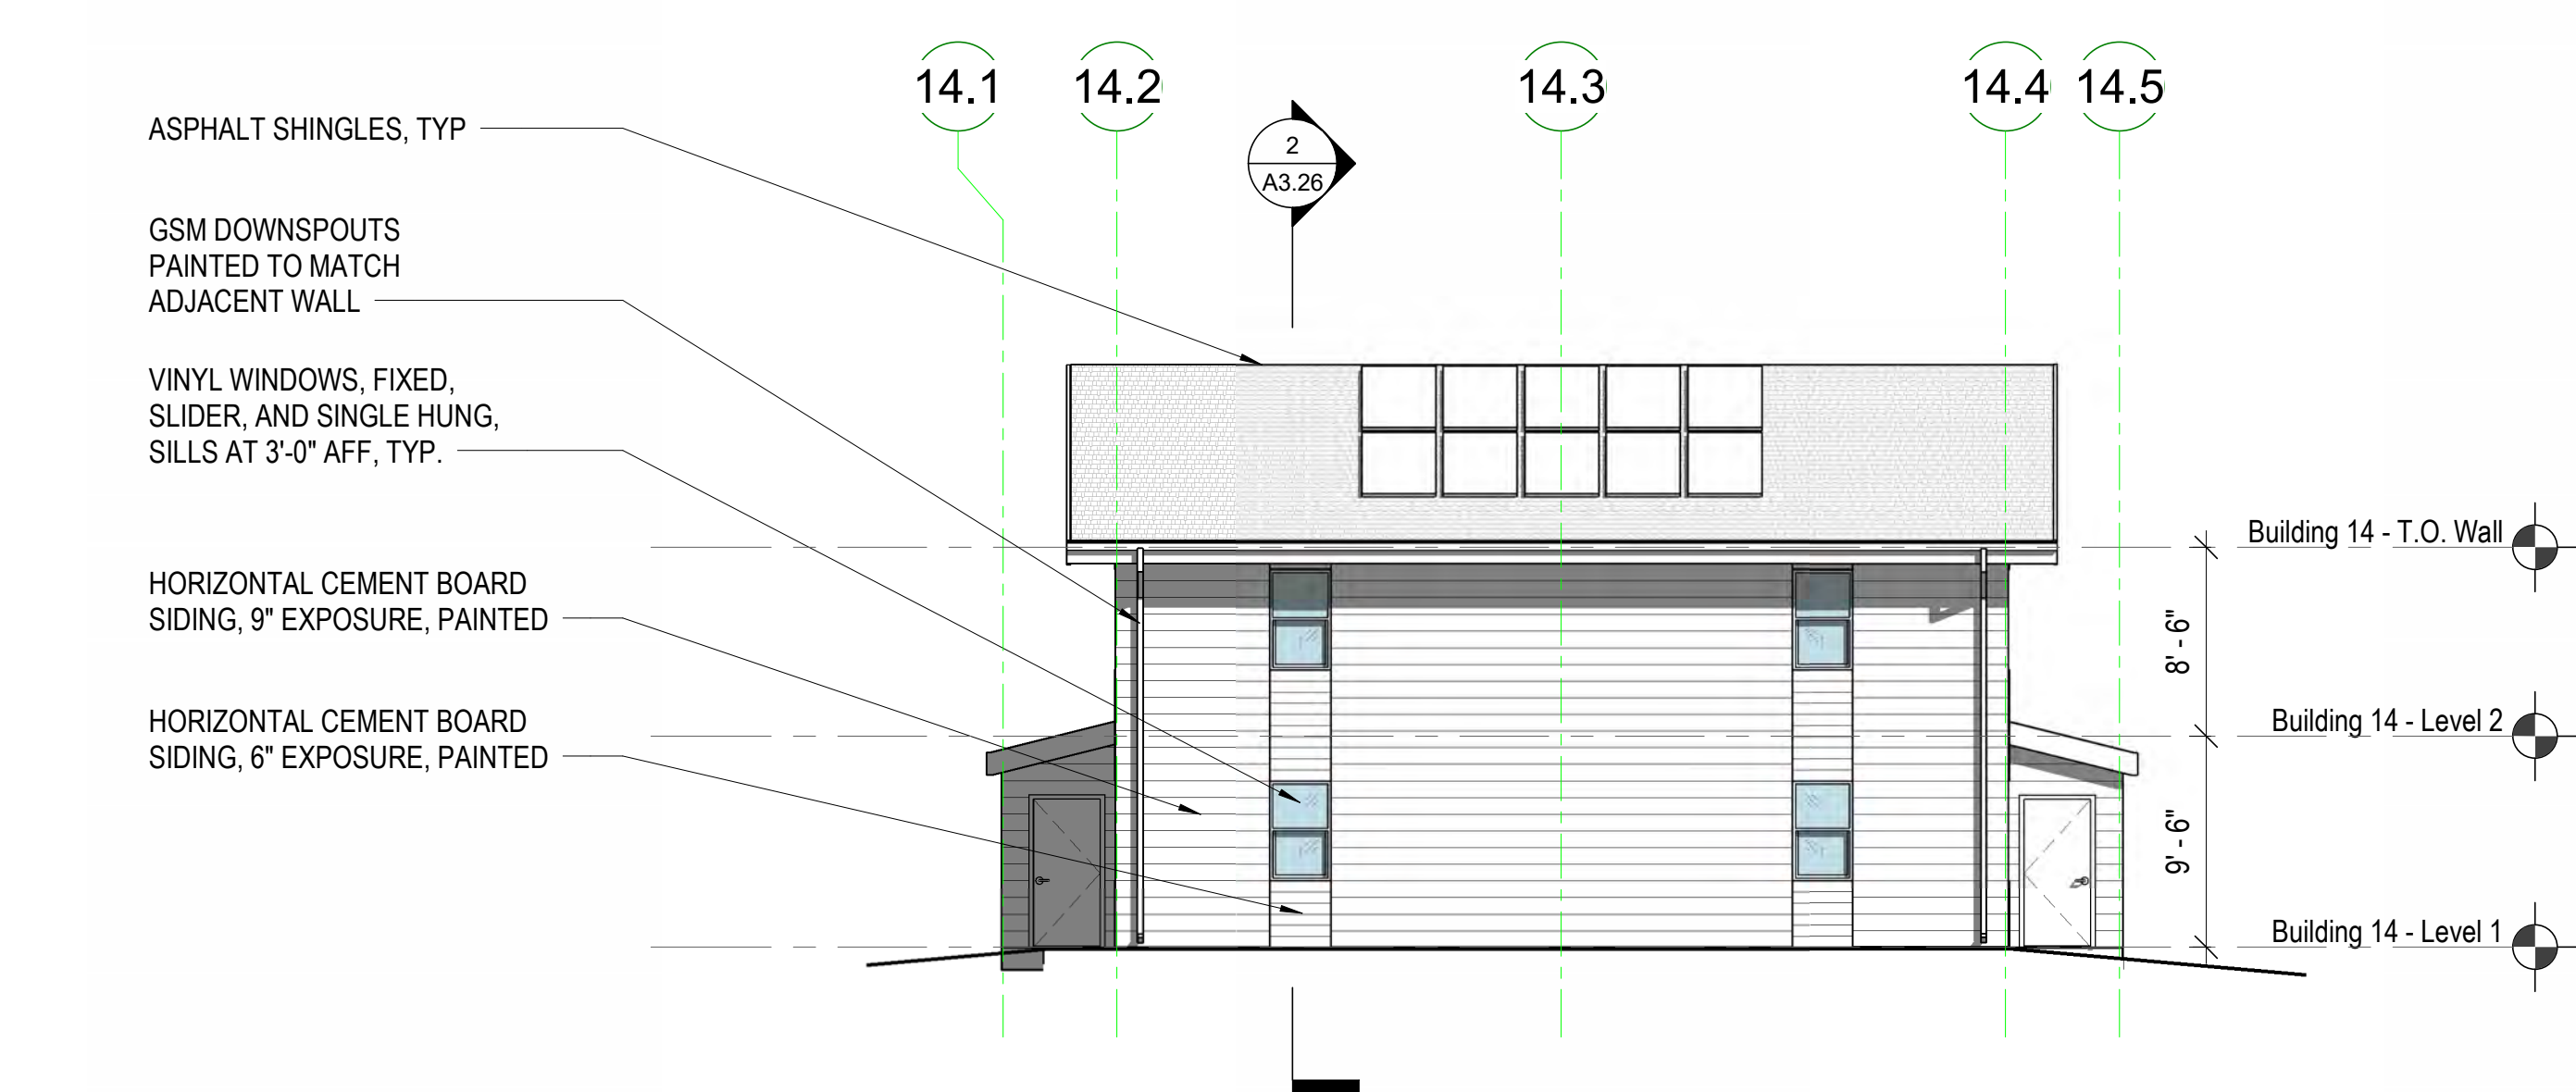 14.1
14.2
14.3
14.4
14.5
2
A3.26
ASPHALT SHINGLES, TYP
GSM DOWNSPOUTS
PAINTED TO MATCH
ADJACENT WALL
VINYL WINDOWS, FIXED,
SLIDER, AND SINGLE HUNG,
SILLS AT 3'-0" AFF, TYP.
HORIZONTAL CEMENT BOARD
SIDING, 9" EXPOSURE, PAINTED
HORIZONTAL CEMENT BOARD
SIDING, 6" EXPOSURE, PAINTED
Building 14 - T.O. Wall
8' - 6"
Building 14 - Level 2
9' - 6"
Building 14 - Level 1